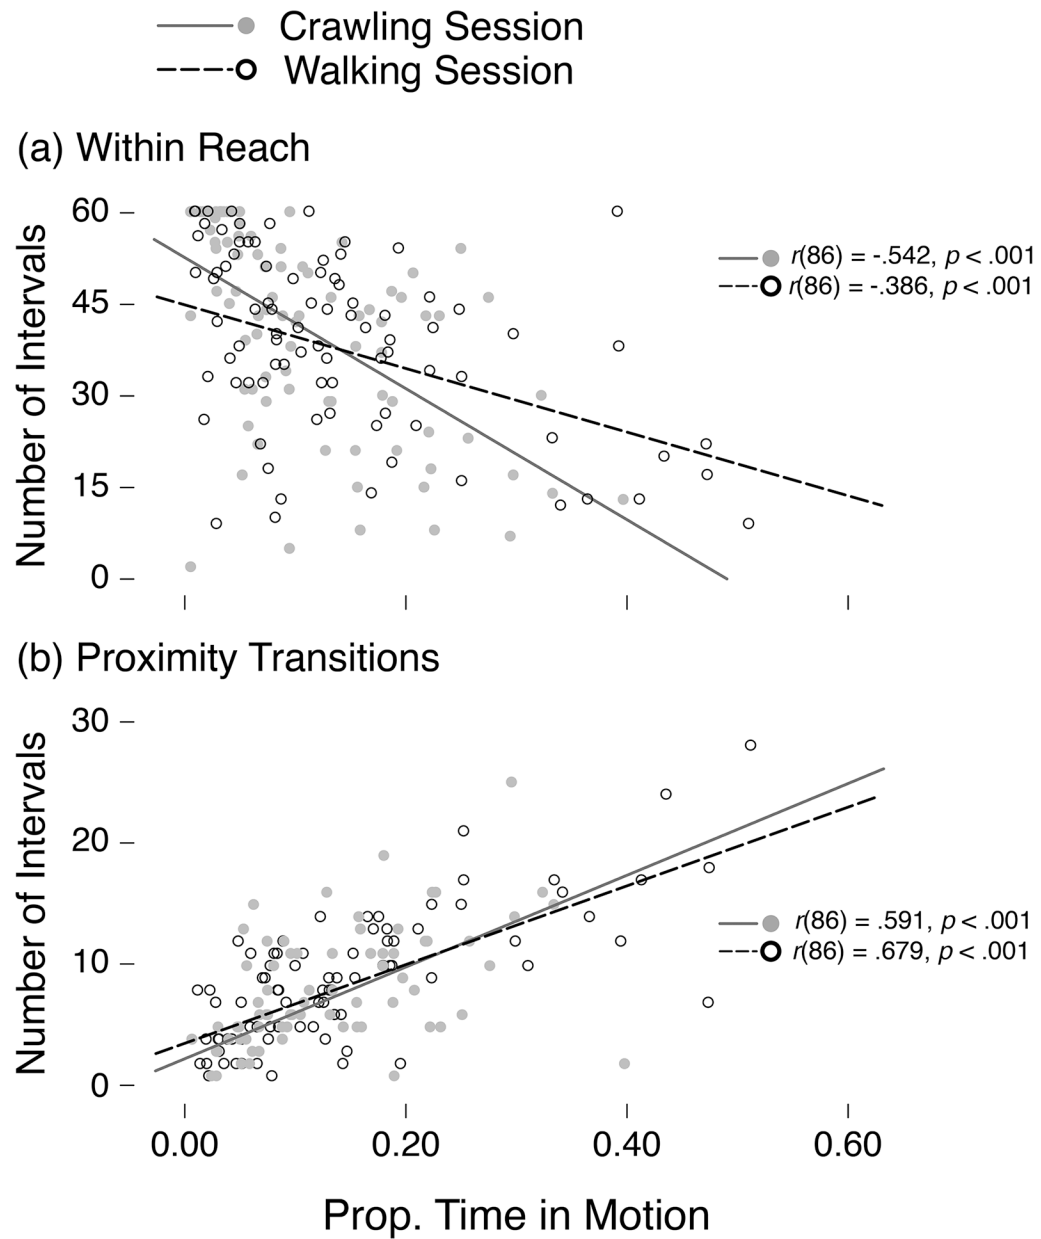 Crawling Session
Walking Session
(a) Within Reach
60
45
30
15
0
Number of Intervals
r(86) = -.542, p < .001
r(86) = -.386, p < .001
(b) Proximity Transitions
30
20
10
0
Number of Intervals
r(86) = .591, p < .001
r(86) = .679, p < .001
0.00 0.20 0.40 0.60
Prop. Time in Motion